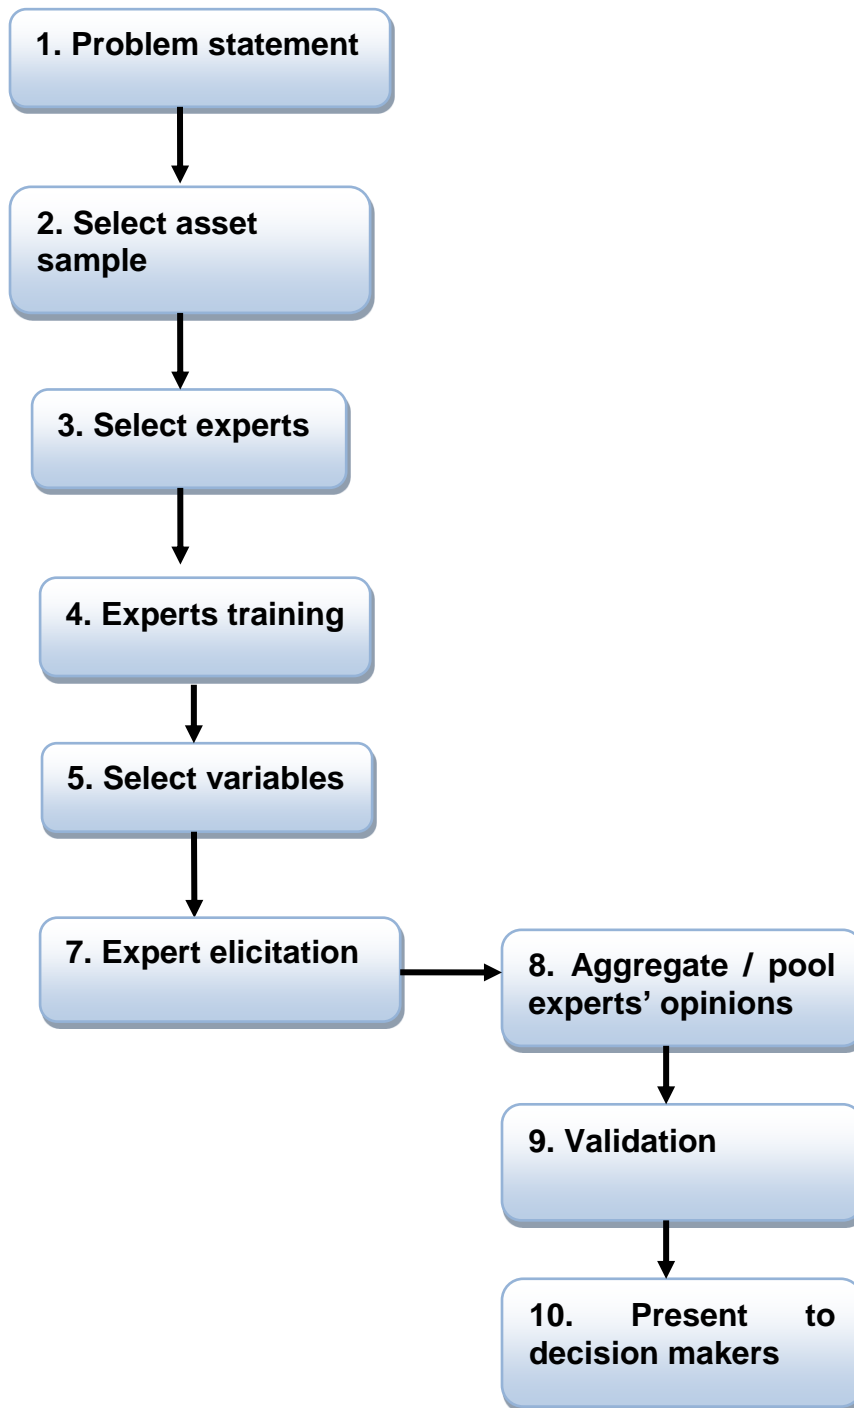 1. Problem statement
2. Select asset
sample
3. Select experts
4. Experts training
5. Select variables
7. Expert elicitation
8. Aggregate / pool
experts’ opinions
9. Validation
10. Present to
decision makers